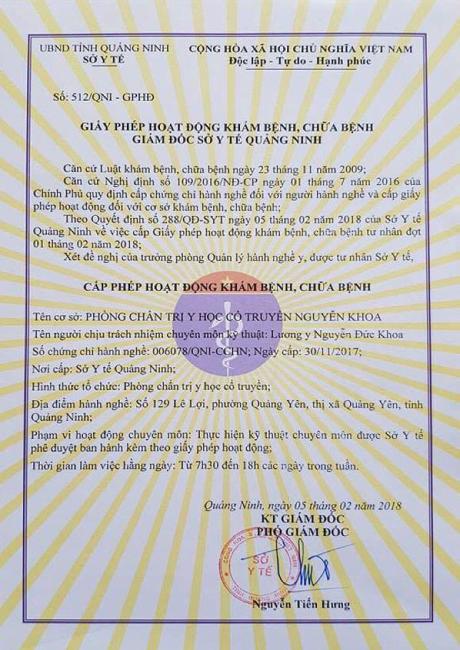 UBND TỈNH QUẢNG NINH
SỞ Y TẾ
CỘNG HÒA XÃ HỘI CHỦ NGHĨA VIỆT NAM
Độc lập - Tự do - Hạnh phúc
Số: 512/QNI - GPHĐ
GIẤY PHÉP HOẠT ĐỘNG KHÁM BỆNH, CHỮA BỆNH
GIÁM ĐỐC SỞ Y TẾ QUẢNG NINH
Căn cứ Luật khám bệnh, chữa bệnh ngày 23 tháng 11 năm 2009;
Căn cứ Nghị định số 109/2016/NĐ-CP ngày 01 tháng 7 năm 2016 của
Chính Phủ quy định cấp chứng chỉ hành nghề đối với người hành nghề và cấp giấy
phép hoạt động đối với cơ sở khám bệnh, chữa bệnh;
Theo Quyết định số 288/QĐ-SYT ngày 05 tháng 02 năm 2018 của Sở Y tế
Quảng Ninh về việc cấp Giấy phép hoạt động khám bệnh, chữa bệnh tư nhân đợt
01 tháng 02 năm 2018;
Xét đề nghị của trưởng phòng Quản lý hành nghề y, dược tư nhân Sở Y tế,
CẤP PHÉP HOẠT ĐỘNG KHÁM BỆNH, CHỮA BỆNH
Tên cơ sở: PHÒNG CHẨN TRỊ Y HỌC CỔ TRUYỀN NGUYÊN KHOA
Tên người chịu trách nhiệm chuyên môn kỹ thuật: Lương y Nguyễn Đức Khoa
Số chứng chỉ hành nghề: 006078/QNI-CCHN; Ngày cấp: 30/11/2017;
Nơi cấp: Sở Y tế Quảng Ninh;
Hình thức tổ chức: Phòng chẩn trị y học cổ truyền;
Địa điểm hành nghề: Số 129 Lê Lợi, phường Quảng Yên, thị xã Quảng Yên, tỉnh
Quảng Ninh;
Phạm vi hoạt động chuyên môn: Thực hiện kỹ thuật chuyên môn được Sở Y tế
phê duyệt ban hành kèm theo giấy phép hoạt động;
Thời gian làm việc hằng ngày: Từ 7h30 đến 18h các ngày trong tuần.
Quảng Ninh, ngày 05 tháng 02 năm 2018
KT GIÁM ĐỐC
PHÓ GIÁM ĐỐC
SỞ
Y TẾ
Nguyễn Tiến Hưng